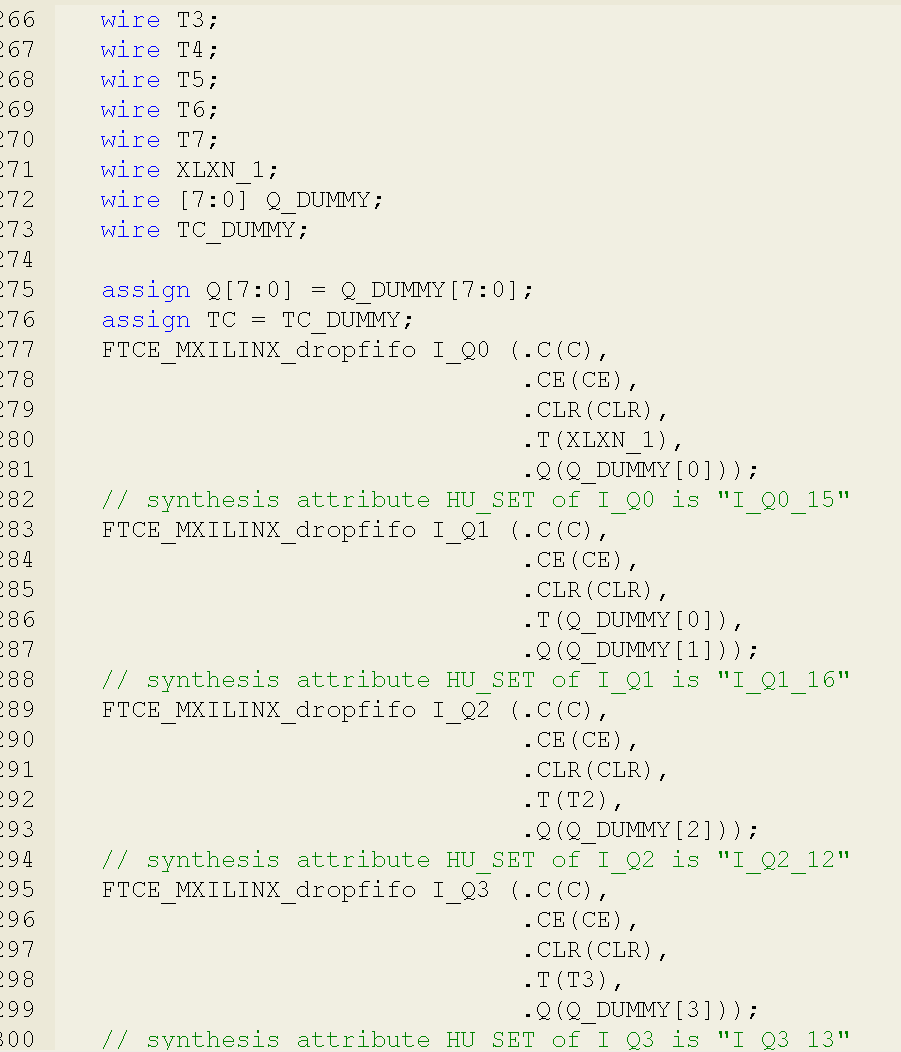 266 wire T3;
267 wire T4;
268 wire T5;
269 wire T6;
270 wire T7;
271 wire XLXN_1;
272 wire [7:0] Q_DUMMY;
273 wire TC_DUMMY;
274
275 assign Q[7:0] = Q_DUMMY[7:0];
276 assign TC = TC_DUMMY;
277 FTCE_MXILINX_dropfifo I_Q0 (.C(C),
278 .CE(CE),
279 .CLR(CLR),
280 .T(XLXN_1),
281 .Q(Q_DUMMY[0]));
282 // synthesis attribute HU_SET of I_Q0 is "I_Q0_15"
283 FTCE_MXILINX_dropfifo I_Q1 (.C(C),
284 .CE(CE),
285 .CLR(CLR),
286 .T(Q_DUMMY[0]),
287 .Q(Q_DUMMY[1]));
288 // synthesis attribute HU_SET of I_Q1 is "I_Q1_16"
289 FTCE_MXILINX_dropfifo I_Q2 (.C(C),
290 .CE(CE),
291 .CLR(CLR),
292 .T(T2),
293 .Q(Q_DUMMY[2]));
294 // synthesis attribute HU_SET of I_Q2 is "I_Q2_12"
295 FTCE_MXILINX_dropfifo I_Q3 (.C(C),
296 .CE(CE),
297 .CLR(CLR),
298 .T(T3),
299 .Q(Q_DUMMY[3]));
300 // synthesis attribute HU_SET of I_Q3 is "I_Q3_13"